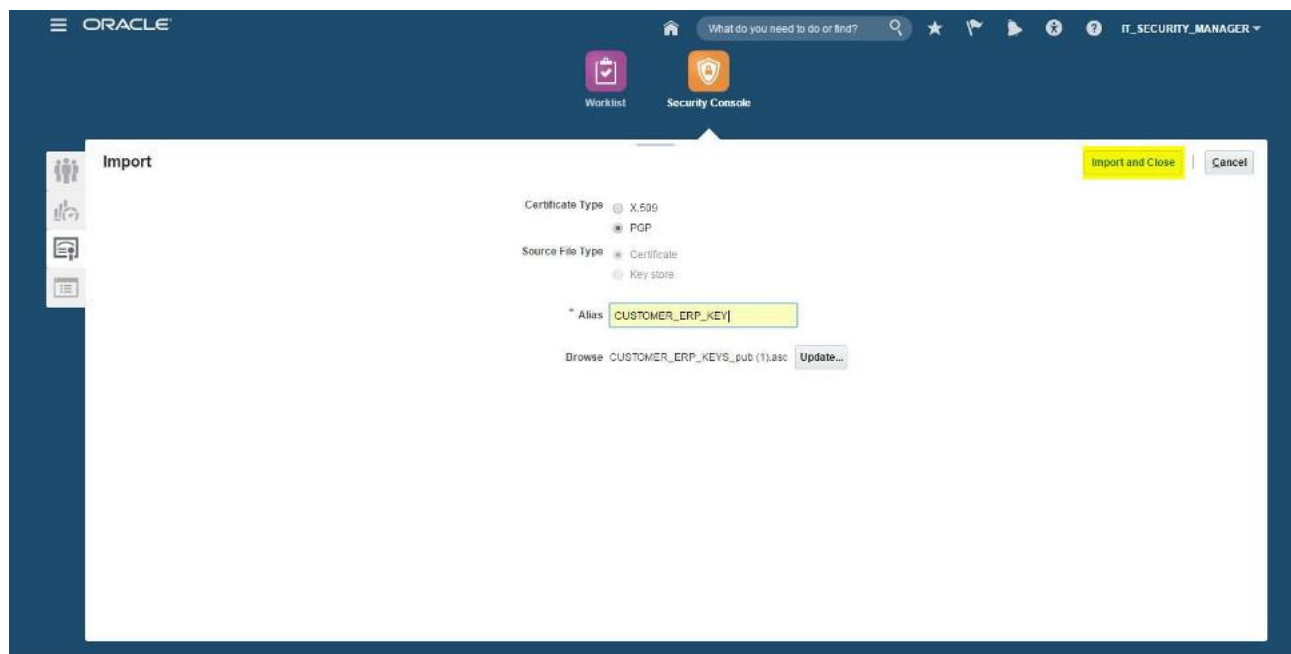 ORACLE
What do you need to do or find?
IT_SECURITY_MANAGER
Worklist
Security Console
Import
Import and Close
Cancel
Certificate Type
X.509
PGP
Source File Type
Certificate
Key store
* Alias CUSTOMER_ERP_KEY
Browse CUSTOMER_ERP_KEYS_pub (1).asc Update...